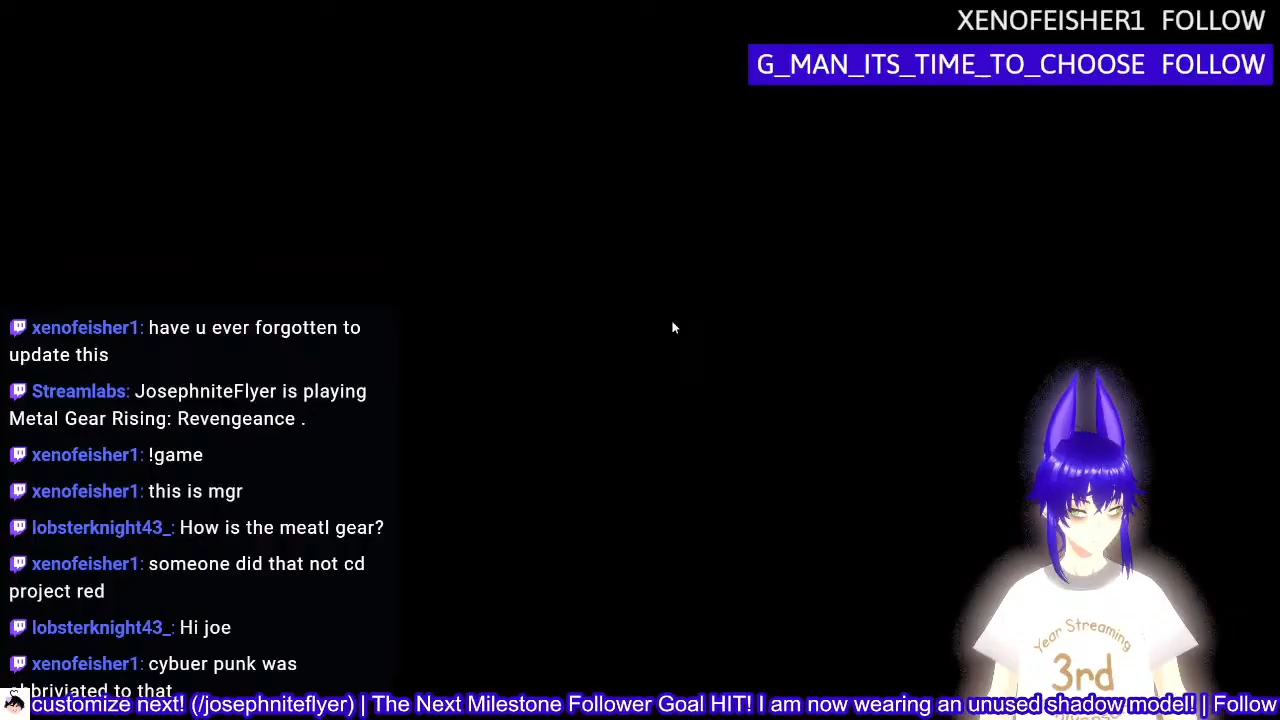 XENOFEISHER1 FOLLOW
G_MAN_ITS_TIME_TO_CHOOSE FOLLOW
xenofeisher1: have u ever forgotten to
update this
Streamlabs: JosephniteFlyer is playing
Metal Gear Rising: Revengeance .
xenofeisher1: !game
xenofeisher1: this is mgr
lobsterknight43_: How is the meatl gear?
xenofeisher1: someone did that not cd
project red
lobsterknight43_: Hi joe
xenofeisher1: cybuer punk was
abbriviated to that
Year Streaming
3rd
customize next! (/josephniteflyer) | The Next Milestone Follower Goal HIT! I am now wearing an unused shadow model! | Follow